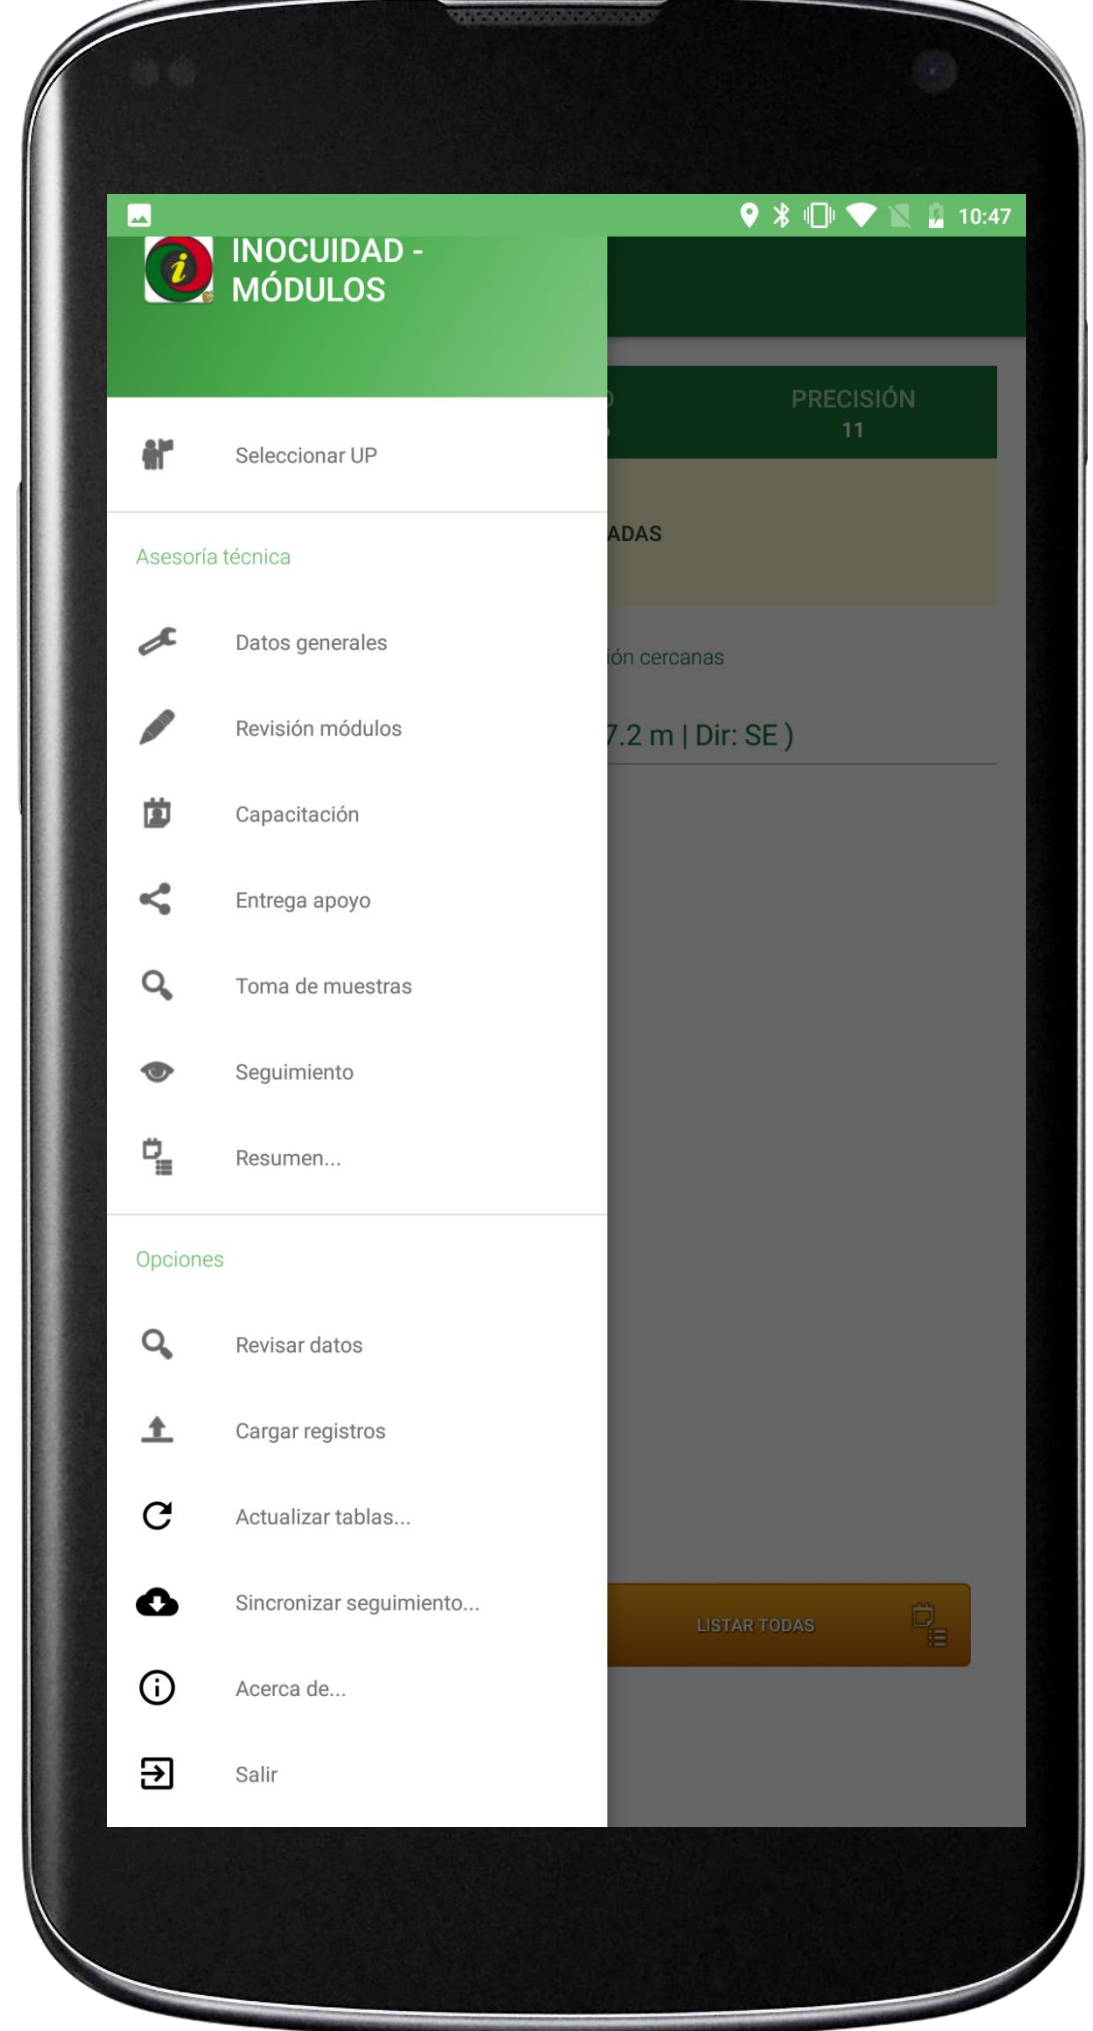 10:47
INOCUIDAD -
MÓDULOS
PRECISIÓN
11
Seleccionar UP
ADAS
Asesoría técnica
Datos generales
ión cercanas
Revisión módulos
7.2 m | Dir: SE )
Capacitación
Entrega apoyo
Toma de muestras
Seguimiento
Resumen...
Opciones
Revisar datos
Cargar registros
Actualizar tablas...
Sincronizar seguimiento...
LISTAR TODAS
Acerca de...
Salir